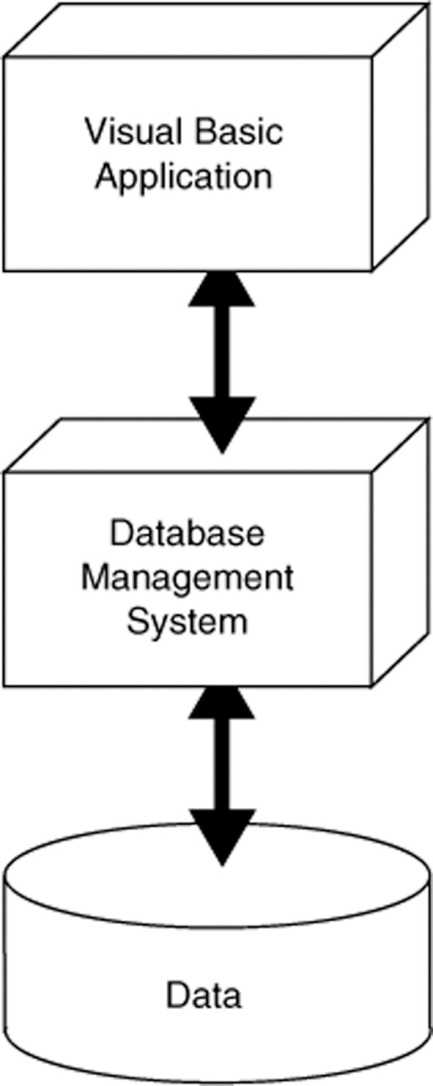 Visual Basic
Application
Database
Management
System
Data